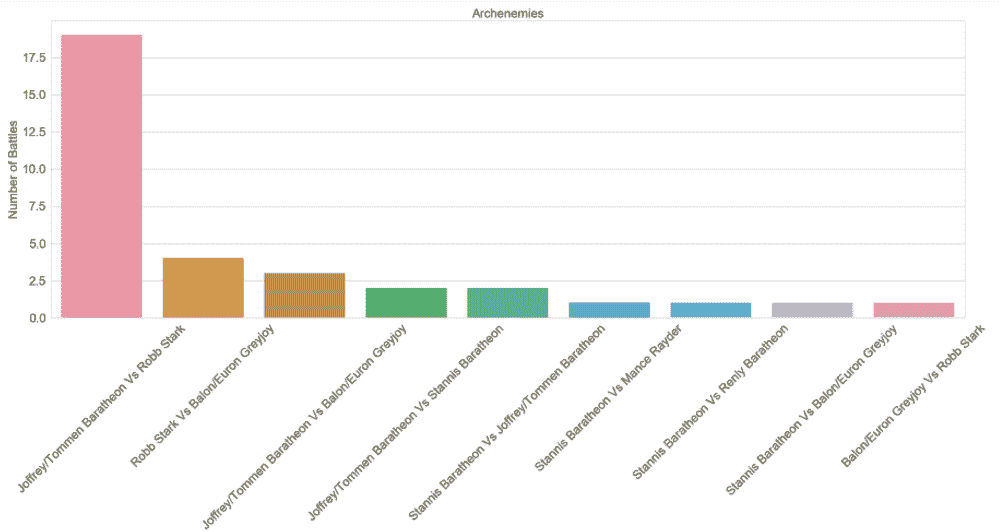 Archenemies
Number of Battles
17.5
15.0
12.5
10.0
7.5
5.0
2.5
0.0
Joffrey/Tommen Baratheon Vs Robb Stark
Robb Stark Vs Balon/Euron Greyjoy
Joffrey/Tommen Baratheon Vs Balon/Euron Greyjoy
Joffrey/Tommen Baratheon Vs Stannis Baratheon
Stannis Baratheon Vs Joffrey/Tommen Baratheon
Stannis Baratheon Vs Mance Rayder
Stannis Baratheon Vs Renly Baratheon
Stannis Baratheon Vs Balon/Euron Greyjoy
Balon/Euron Greyjoy Vs Robb Stark